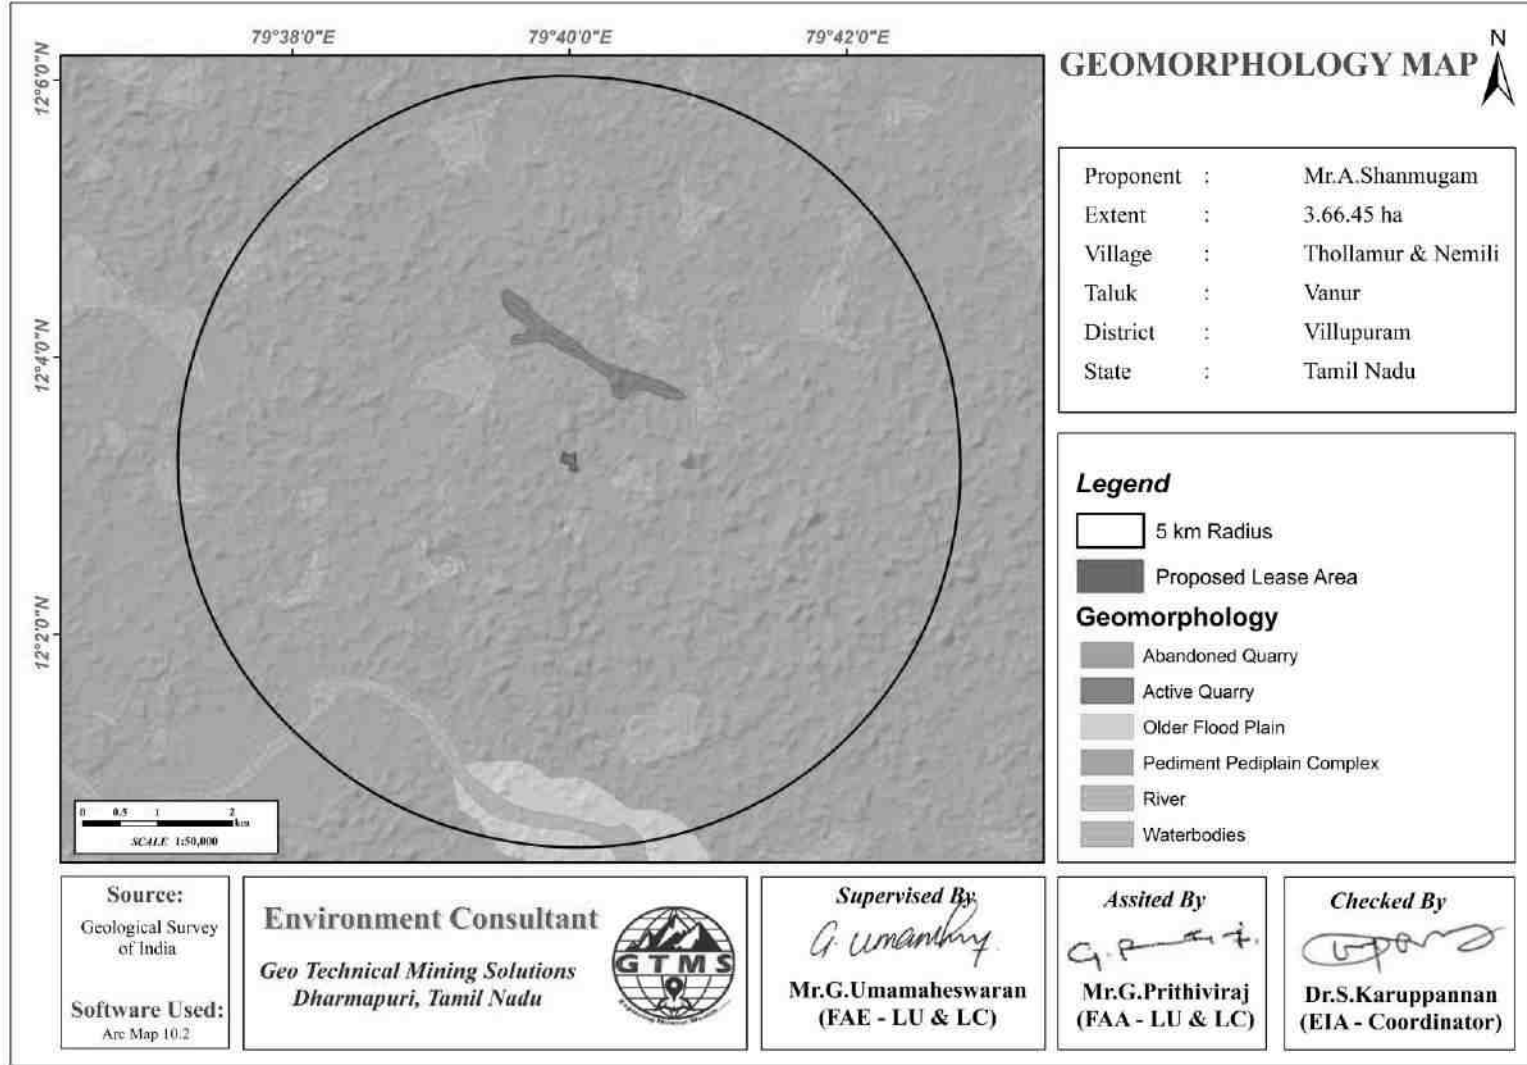 79°38'0"E
79°40'0"E
79°42'0"E
12°6'0"N
12°4'0"N
12°2'0"N
0 0.5 1 2
km
SCALE 1:50,000
GEOMORPHOLOGY MAP
N
Proponent : Mr.A.Shanmugam
Extent : 3.66.45 ha
Village : Thollamur & Nemili
Taluk : Vanur
District : Villupuram
State : Tamil Nadu
Legend
5 km Radius
Proposed Lease Area
Geomorphology
Abandoned Quarry
Active Quarry
Older Flood Plain
Pediment Pediplain Complex
River
Waterbodies
Source:
Geological Survey
of India
Software Used:
Arc Map 10.2
Environment Consultant
Geo Technical Mining Solutions
Dharmapuri, Tamil Nadu
GTMS
Supervised By
G. Umamhy.
Mr.G.Umamaheswaran
(FAE - LU & LC)
Assited By
Mr.G.Prithiviraj
(FAA - LU & LC)
Checked By
Dr.S.Karuppannan
(EIA - Coordinator)